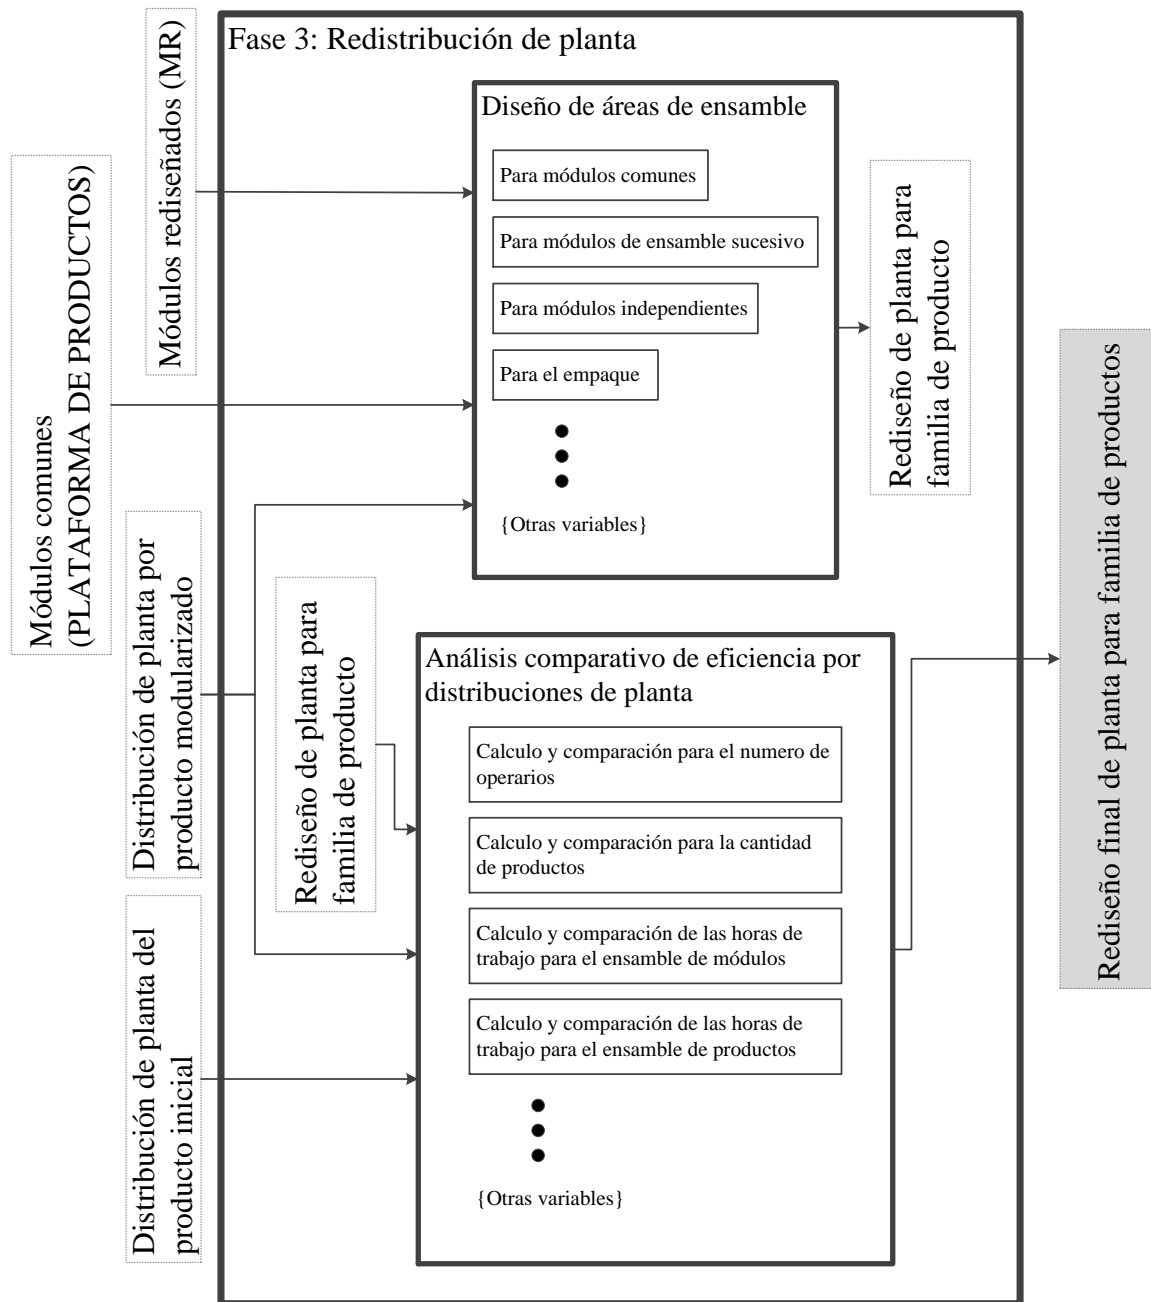 Fase 3: Redistribución de planta
Módulos rediseñados (MR)
Módulos comunes
(PLATAFORMA DE PRODUCTOS)
Distribución de planta por
producto modularizado
Distribución de planta del
producto inicial
Diseño de áreas de ensamble
Para módulos comunes
Para módulos de ensamble sucesivo
Para módulos independientes
Para el empaque
{Otras variables}
Rediseño de planta para
familia de producto
Rediseño de planta para
familia de producto
Análisis comparativo de eficiencia por
distribuciones de planta
Calculo y comparación para el numero de
operarios
Calculo y comparación para la cantidad
de productos
Calculo y comparación de las horas de
trabajo para el ensamble de módulos
Calculo y comparación de las horas de
trabajo para el ensamble de productos
{Otras variables}
Rediseño final de planta para familia de productos